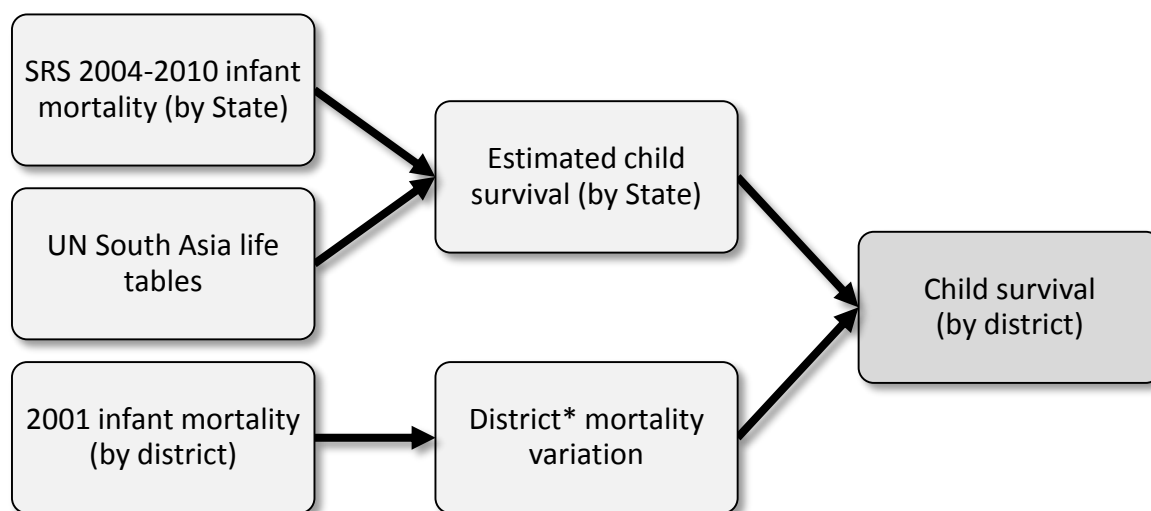 SRS 2004-2010 infant
mortality (by State)
UN South Asia life
tables
2001 infant mortality
(by district)
Estimated child
survival (by State)
District* mortality
variation
Child survival
(by district)